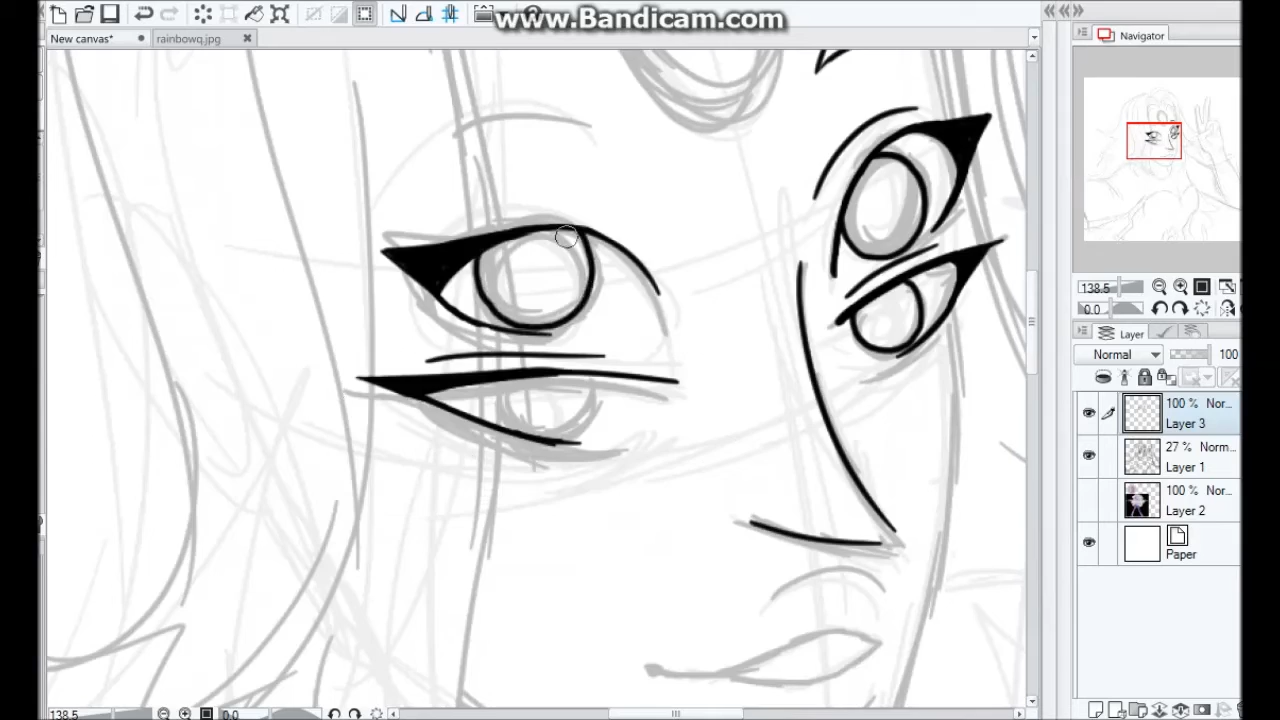 www.Bandicam.com
New canvas*
rainbowq.jpg
Navigator
138.5
0.0
Layer
Normal
100
100 % Nor...
Layer 3
27 % Norm...
Layer 1
100 % Nor...
Layer 2
Paper
138.5
0.0